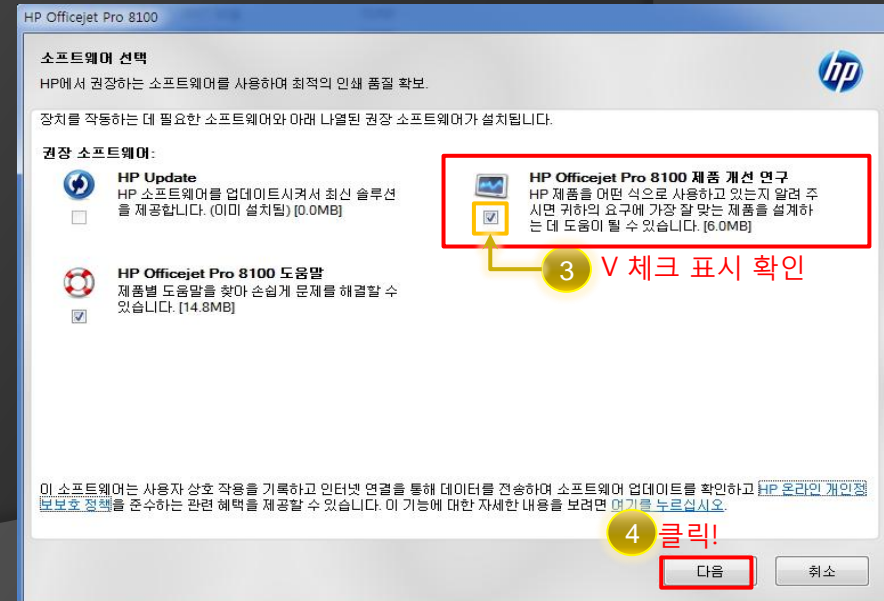 HP Officejet Pro 8100
소프트웨어 선택
HP에서 권장하는 소프트웨어를 사용하여 최적의 인쇄 품질 확보.
hp
장치를 작동하는 데 필요한 소프트웨어와 아래 나열된 권장 소프트웨어가 설치됩니다.
권장 소프트웨어:
HP Update
HP 소프트웨어를 업데이트시켜서 최신 솔루션
을 제공합니다. (이미 설치됨) [0.0MB]
HP Officejet Pro 8100 제품 개선 연구
HP 제품을 어떤 식으로 사용하고 있는지 알려 주
시면 귀하의 요구에 가장 잘 맞는 제품을 설계하
는 데 도움이 될 수 있습니다. [6.0MB]
3 V 체크 표시 확인
HP Officejet Pro 8100 도움말
제품별 도움말을 찾아 손쉽게 문제를 해결할 수
있습니다. [14.8MB]
이 소프트웨어는 사용자 상호 작용을 기록하고 인터넷 연결을 통해 데이터를 전송하여 소프트웨어 업데이트를 확인하고 HP 온라인 개인정
보보호 정책을 준수하는 관련 혜택을 제공할 수 있습니다. 이 기능에 대한 자세한 내용을 보려면 여기를 누르십시오.
4 클릭!
다음
취소